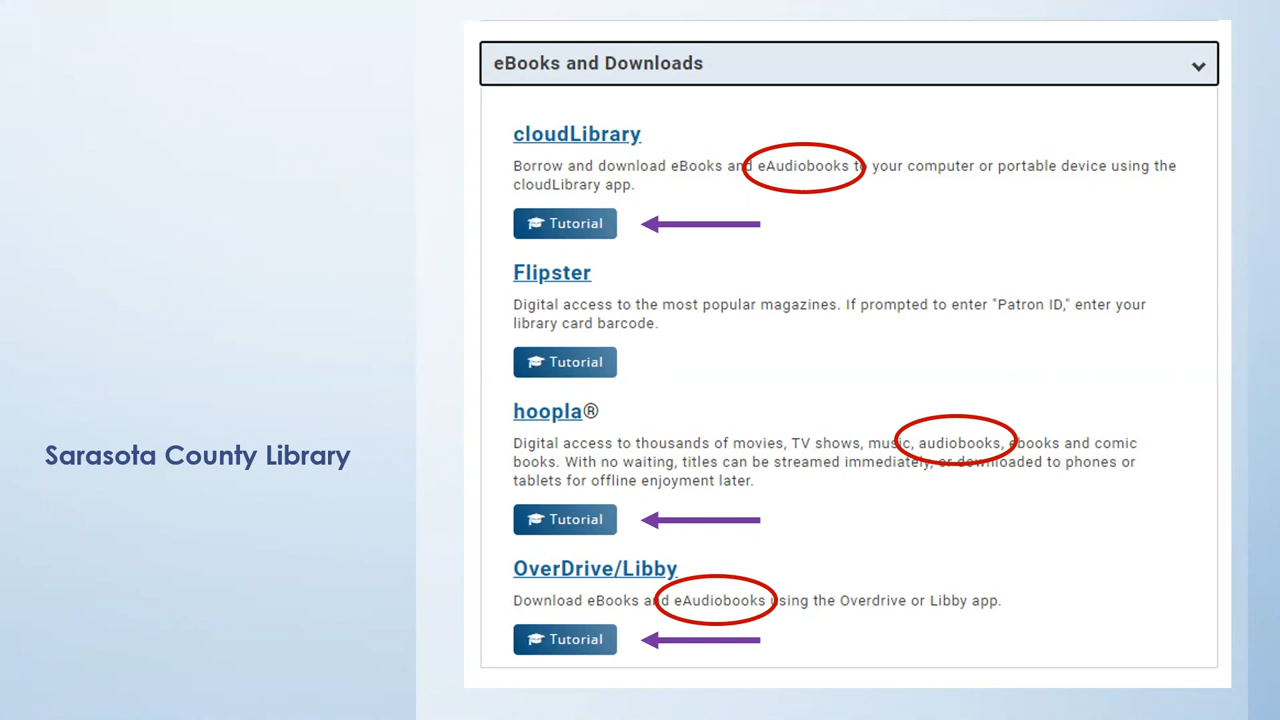 eBooks and Downloads
cloudLibrary
Borrow and download eBooks and eAudiobooks to your computer or portable device using the
cloudLibrary app.
Tutorial
Flipster
Digital access to the most popular magazines. If prompted to enter "Patron ID," enter your
library card barcode.
Tutorial
hoopla®
Digital access to thousands of movies, TV shows, music, audiobooks, ebooks and comic
books. With no waiting, titles can be streamed immediately, or downloaded to phones or
tablets for offline enjoyment later.
Tutorial
OverDrive/Libby
Download eBooks and eAudiobooks using the Overdrive or Libby app.
Tutorial
Sarasota County Library